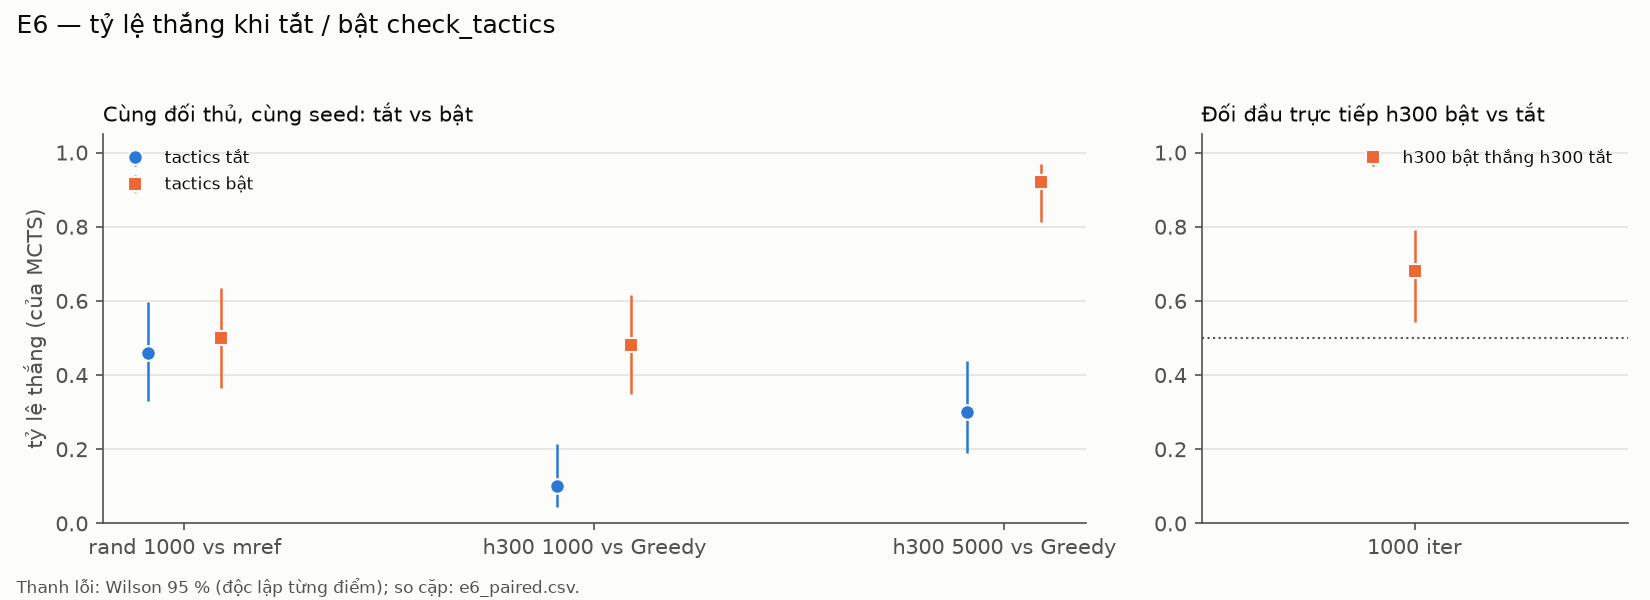 E6 — tỷ lệ thắng khi tắt / bật check_tactics
Cùng đối thủ, cùng seed: tắt vs bật
tactics tắt
tactics bật
tỷ lệ thắng (của MCTS)
1.0
0.8
0.6
0.4
0.2
0.0
rand 1000 vs mref
h300 1000 vs Greedy
h300 5000 vs Greedy
Đối đầu trực tiếp h300 bật vs tắt
h300 bật thắng h300 tắt
1.0
0.8
0.6
0.4
0.2
0.0
1000 iter
Thanh lỗi: Wilson 95 % (độc lập từng điểm); so cặp: e6_paired.csv.